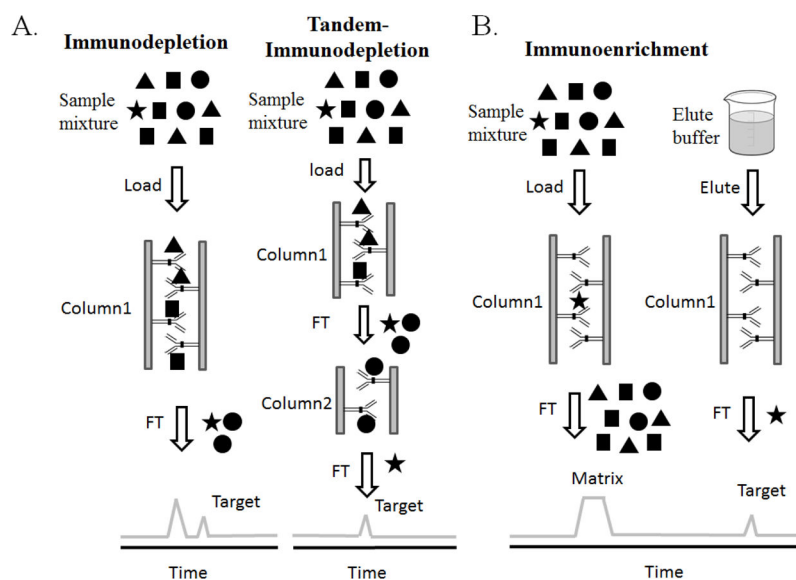 A.
Immunodepletion
Sample
mixture
Load
Column1
FT
Target
Time
Tandem-
Immunodepletion
Sample
mixture
load
Column1
FT
Column2
FT
Target
Time
B.
Immunoenrichment
Sample
mixture
Load
Column1
FT
Matrix
Elute
buffer
Elute
Column1
FT
Target
Time